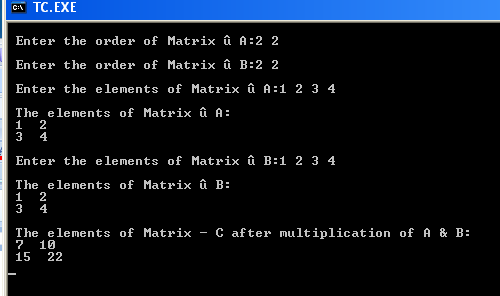 TC.EXE
Enter the order of Matrix û A:2 2
Enter the order of Matrix û B:2 2
Enter the elements of Matrix û A:1 2 3 4
The elements of Matrix û A:
1 2
3 4
Enter the elements of Matrix û B:1 2 3 4
The elements of Matrix û B:
1 2
3 4
The elements of Matrix - C after multiplication of A & B:
7 10
15 22